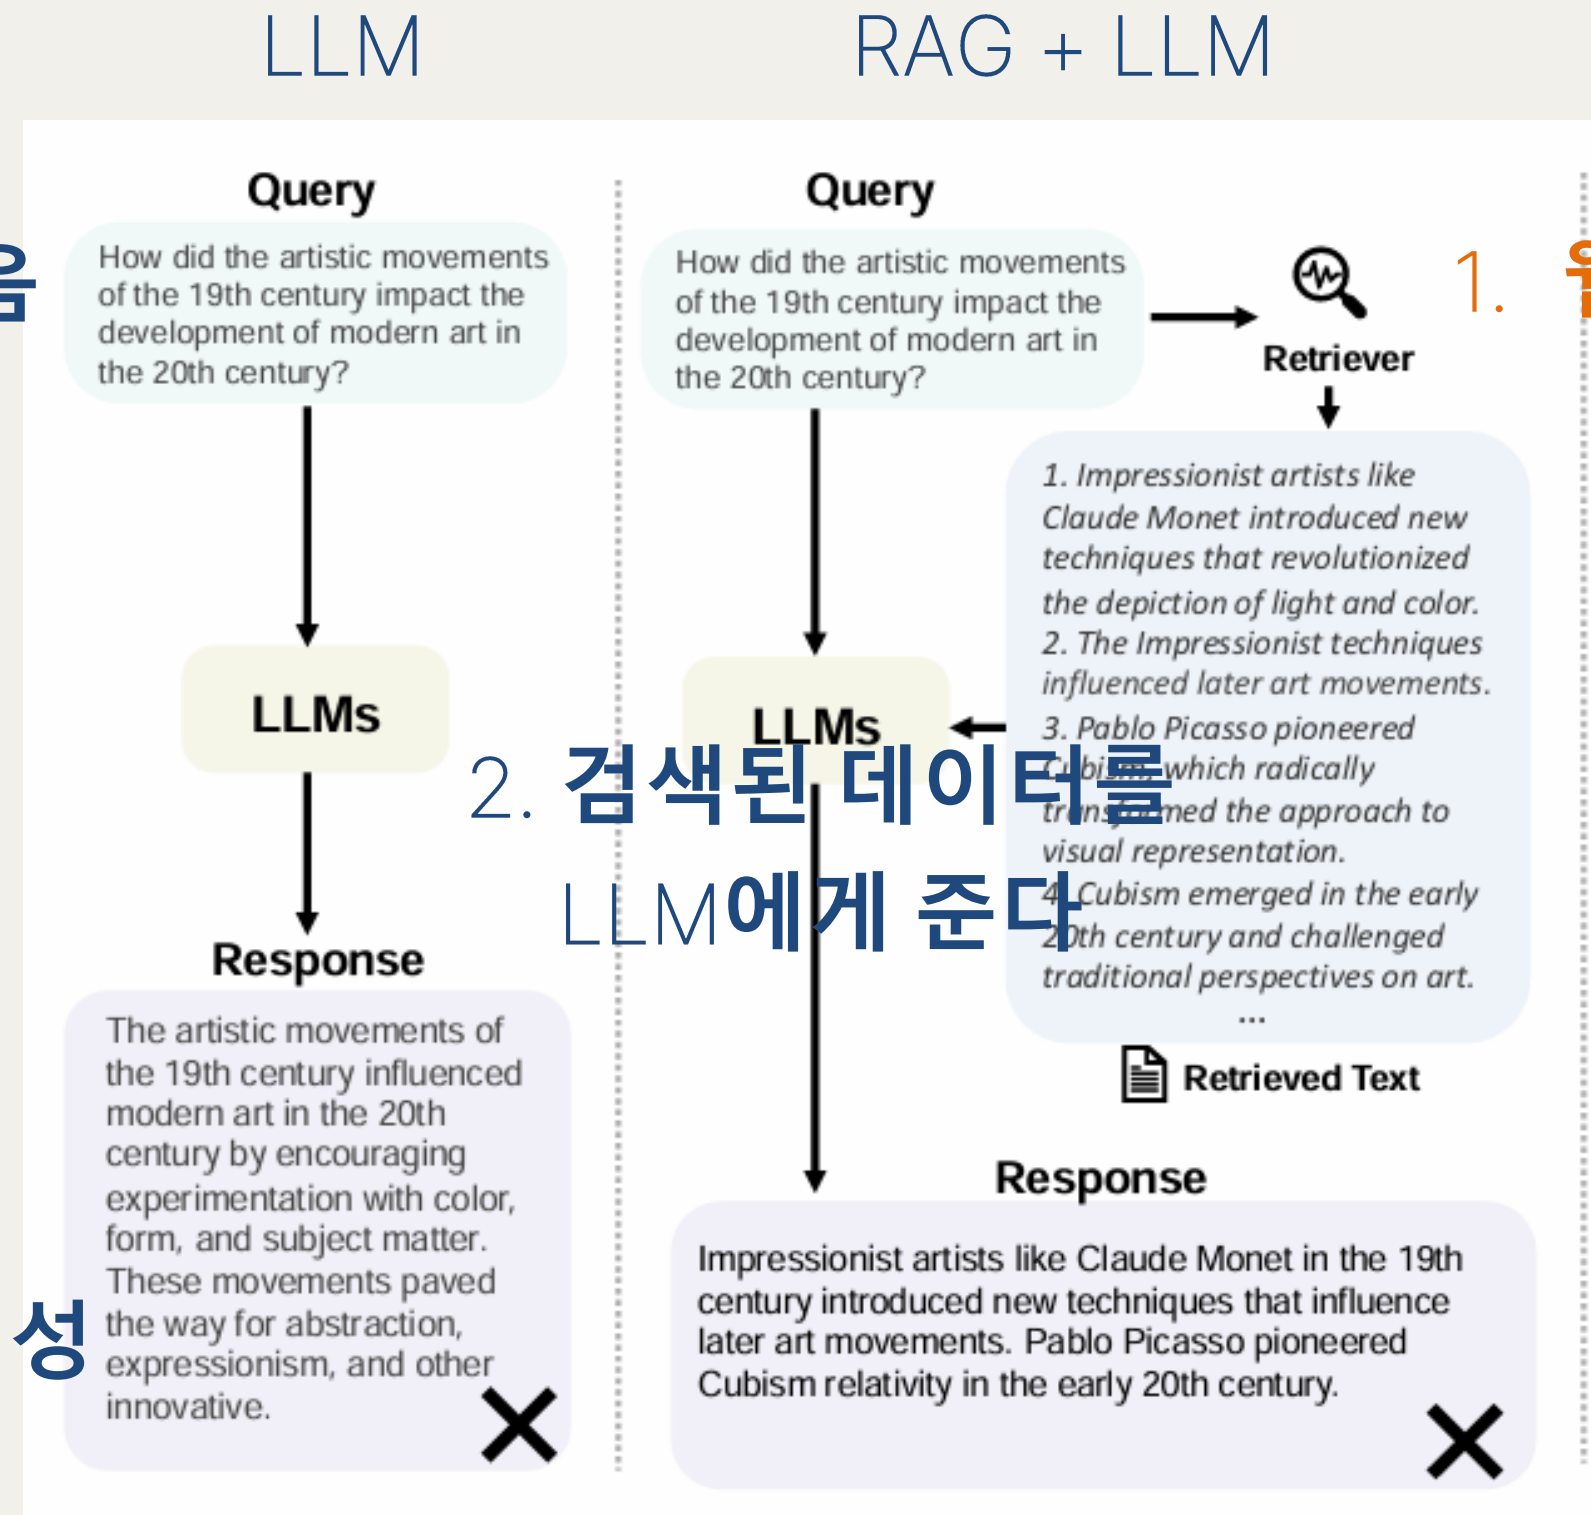 LLM
RAG + LLM
Query
How did the artistic movements
of the 19th century impact the
development of modern art in
the 20th century?
LLMs
Response
The artistic movements of
the 19th century influenced
modern art in the 20th
century by encouraging
experimentation with color,
form, and subject matter.
These movements paved
the way for abstraction,
expressionism, and other
innovative.
성
Query
How did the artistic movements
of the 19th century impact the
development of modern art in
the 20th century?
Retriever
1.
1. Impressionist artists like
Claude Monet introduced new
techniques that revolutionized
the depiction of light and color.
2. The Impressionist techniques
influenced later art movements.
3. Pablo Picasso pioneered
Cubism, which radically
transformed the approach to
visual representation.
4. Cubism emerged in the early
20th century and challenged
traditional perspectives on art.
...
Retrieved Text
LLMs
2. 검색된 데이터를
LLM에게 준다
Response
Impressionist artists like Claude Monet in the 19th
century introduced new techniques that influence
later art movements. Pablo Picasso pioneered
Cubism relativity in the early 20th century.